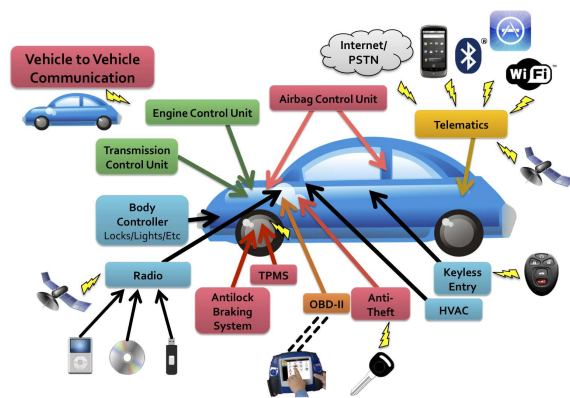 Vehicle to Vehicle
Communication
Internet/
PSTN
®
Wi Fi™
Engine Control Unit
Airbag Control Unit
Telematics
Transmission
Control Unit
Body
Controller
Locks/Lights/Etc
Radio
TPMS
Antilock
Braking
System
OBD-II
Anti-
Theft
Keyless
Entry
HVAC